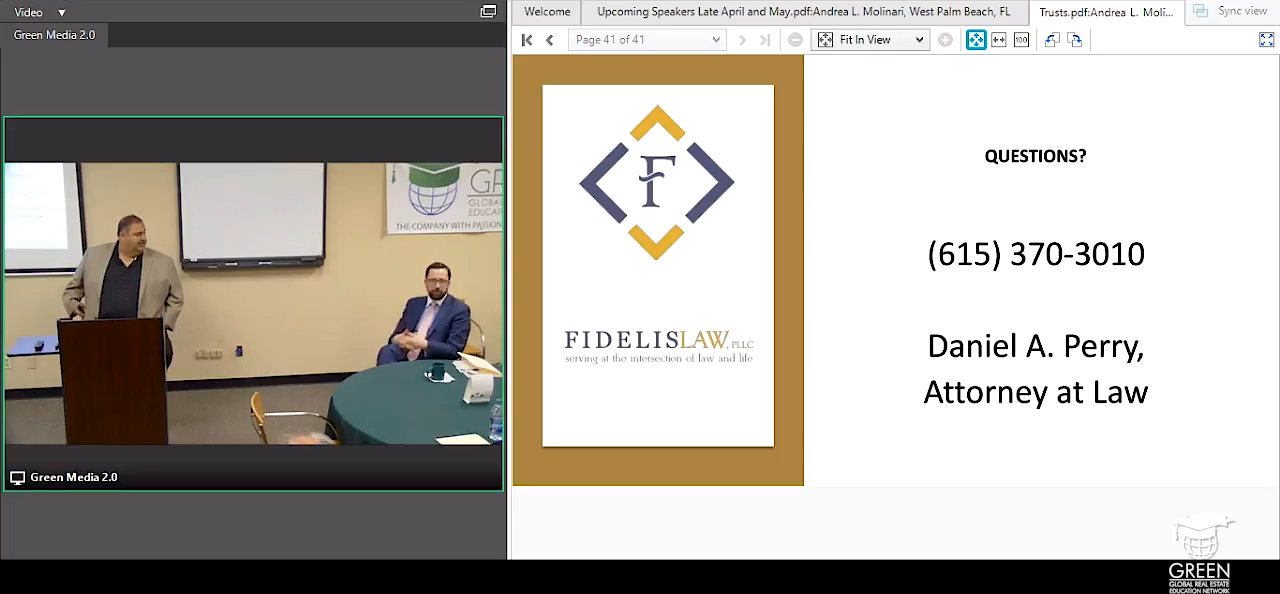 Video
Green Media 2.0
THE COMPANY WITH PASSION
Green Media 2.0
Welcome
Upcoming Speakers Late April and May.pdf:Andrea L. Molinari, West Palm Beach, FL
Trusts.pdf:Andrea L. Moli...
Sync view
Page 41 of 41
Fit In View
100
F
FIDELISLAW, PLLC
serving at the intersection of law and life
QUESTIONS?
(615) 370-3010
Daniel A. Perry,
Attorney at Law
GREEN
GLOBAL REAL ESTATE
EDUCATION NETWORK